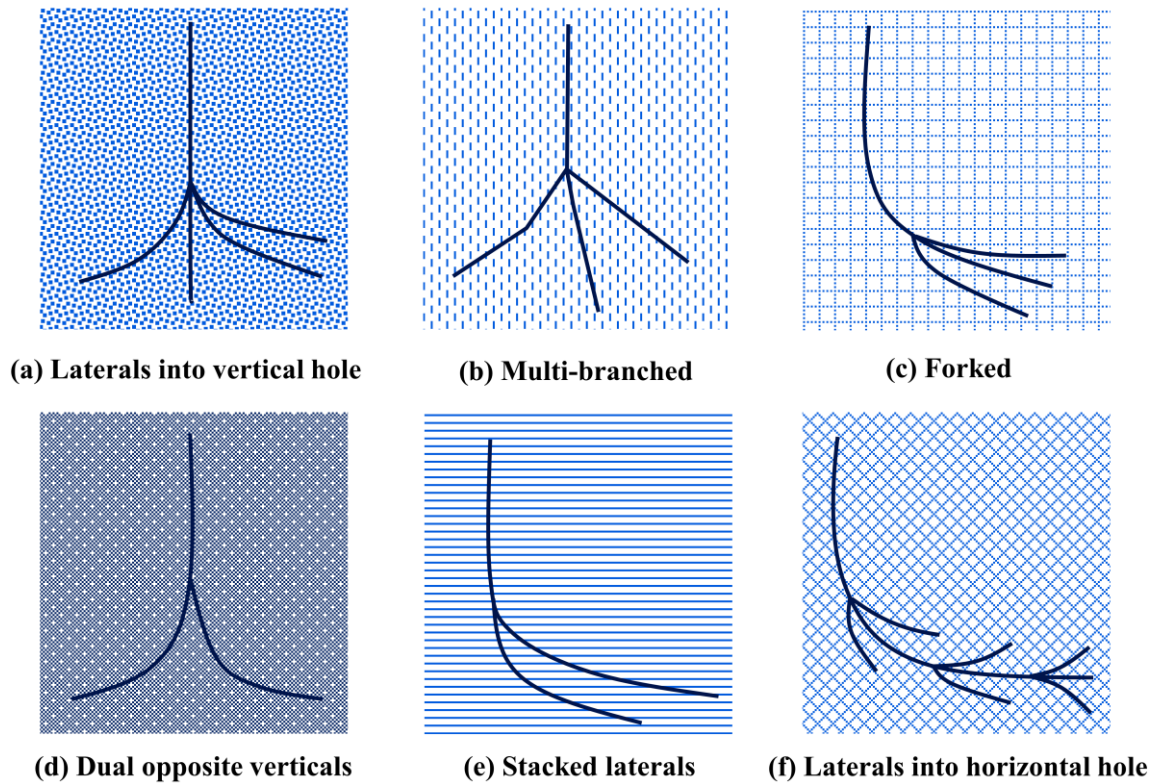 (a) Laterals into vertical hole
(b) Multi-branched
(c) Forked
(d) Dual opposite verticals
(e) Stacked laterals
(f) Laterals into horizontal hole